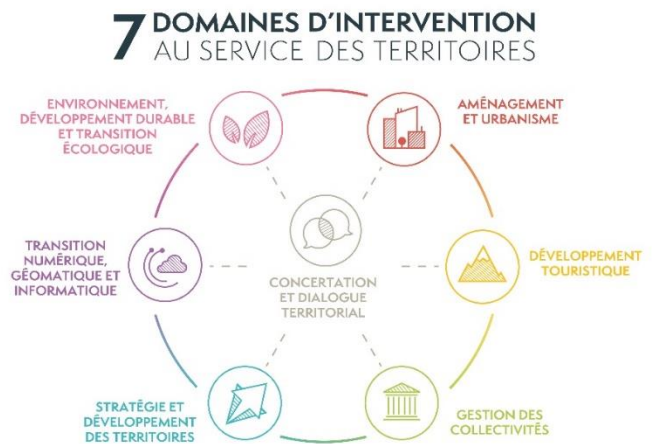 7 DOMAINES D'INTERVENTION
AU SERVICE DES TERRITOIRES
ENVIRONNEMENT,
DÉVELOPPEMENT DURABLE
ET TRANSITION
ÉCOLOGIQUE
AMÉNAGEMENT
ET URBANISME
TRANSITION
NUMÉRIQUE,
GÉOMATIQUE ET
INFORMATIQUE
CONCERTATION
ET DIALOGUE
TERRITORIAL
DÉVELOPPEMENT
TOURISTIQUE
STRATÉGIE ET
DÉVELOPPEMENT
DES TERRITOIRES
GESTION DES
COLLECTIVITÉS